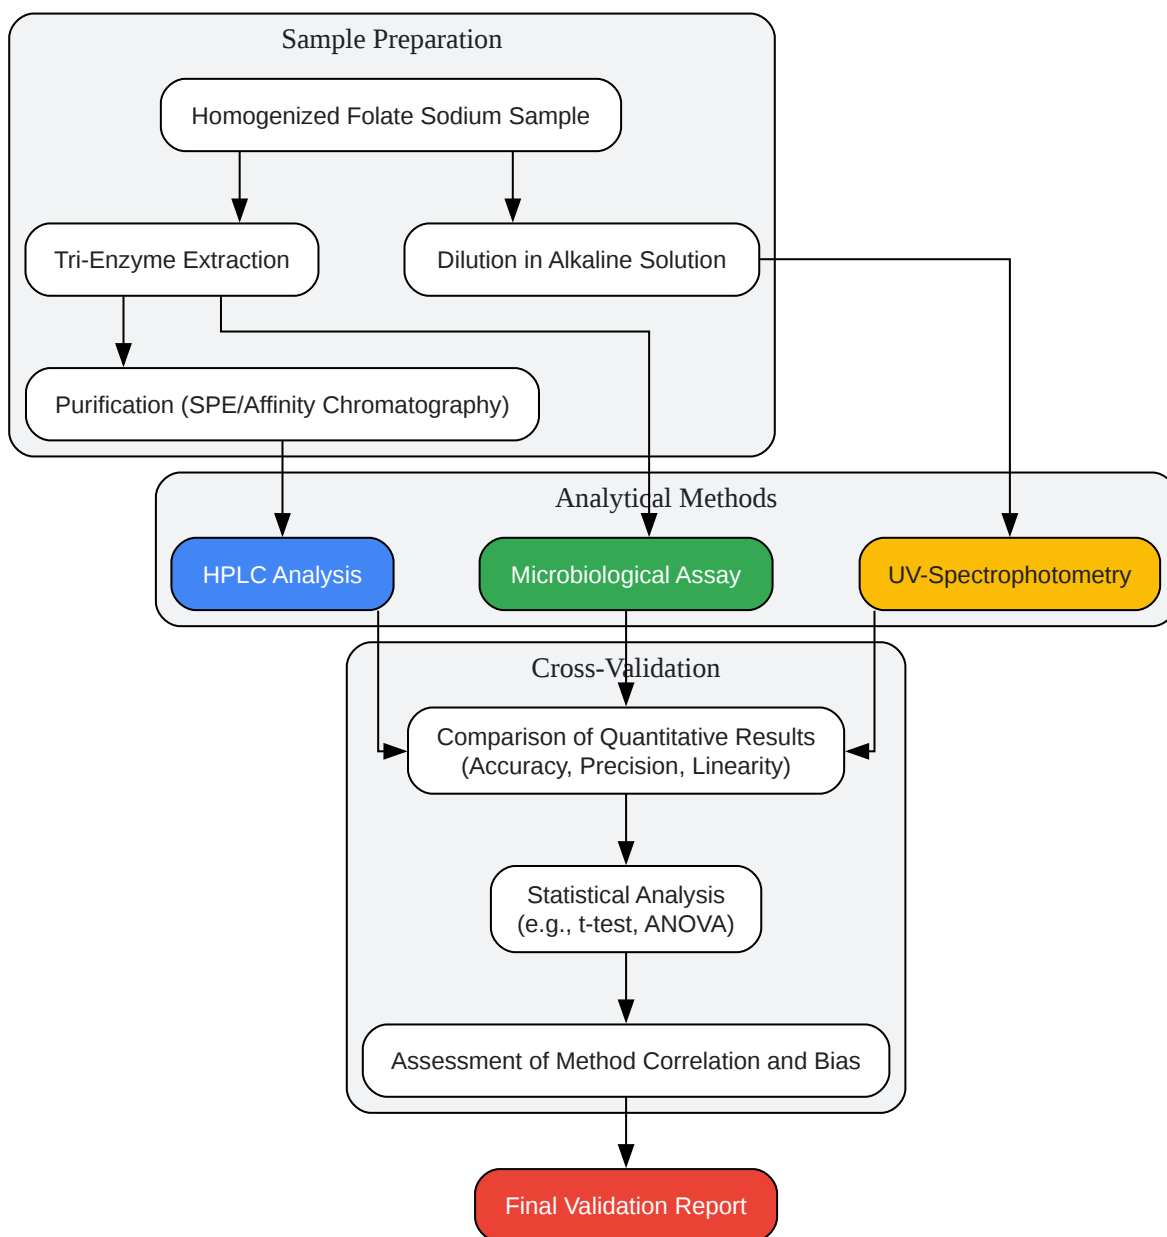 Sample Preparation
Homogenized Folate Sodium Sample
Tri-Enzyme Extraction
Dilution in Alkaline Solution
Purification (SPE/Affinity Chromatography)
Analytical Methods
HPLC Analysis
Microbiological Assay
UV-Spectrophotometry
Cross-Validation
Comparison of Quantitative Results
(Accuracy, Precision, Linearity)
Statistical Analysis
(e.g., t-test, ANOVA)
Assessment of Method Correlation and Bias
Final Validation Report